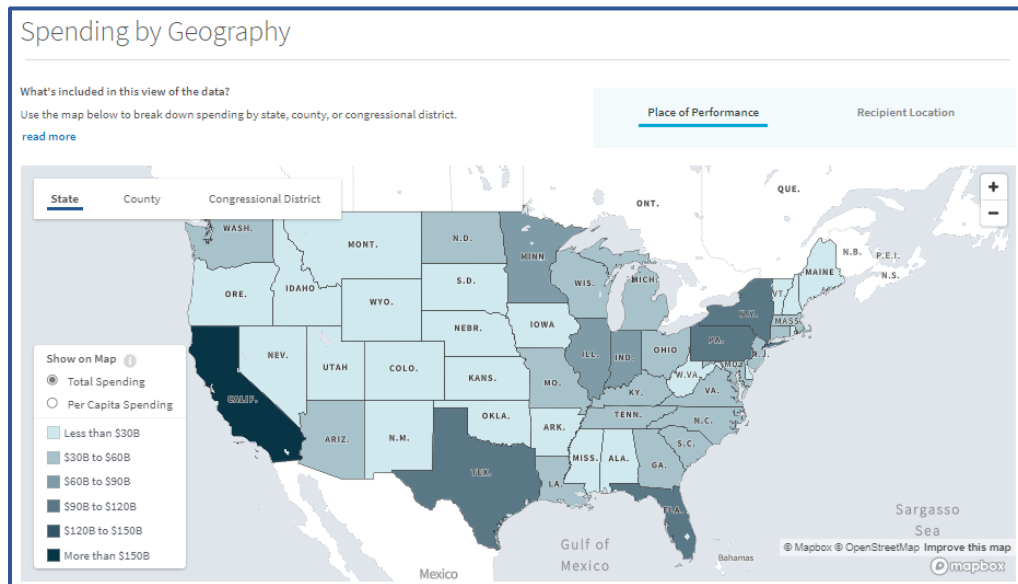 Spending by Geography
What's included in this view of the data?
Use the map below to break down spending by state, county, or congressional district.
read more
Place of Performance
Recipient Location
State
County
Congressional District
+
−
QUE.
ONT.
N.B.
P.E.I.
N.S.
WASH.
MONT.
N.D.
MINN.
MAINE
ORE.
IDAHO
S.D.
WIS.
MICH.
VT.
N.Y.
MASS.
WYO.
NEBR.
IOWA
PA.
N.J.
NEV.
UTAH
COLO.
KANS.
MO.
ILL.
IND.
OHIO
W.VA.
MD.
VA.
KY.
CALIF.
ARIZ.
N.M.
OKLA.
ARK.
TENN.
N.C.
S.C.
MISS.
ALA.
GA.
TEX.
LA.
FLA.
Show on Map
Total Spending
Per Capita Spending
Less than $30B
$30B to $60B
$60B to $90B
$90B to $120B
$120B to $150B
More than $150B
Gulf of
Mexico
Mexico
Bahamas
Sargasso
Sea
© Mapbox © OpenStreetMap Improve this map
mapbox